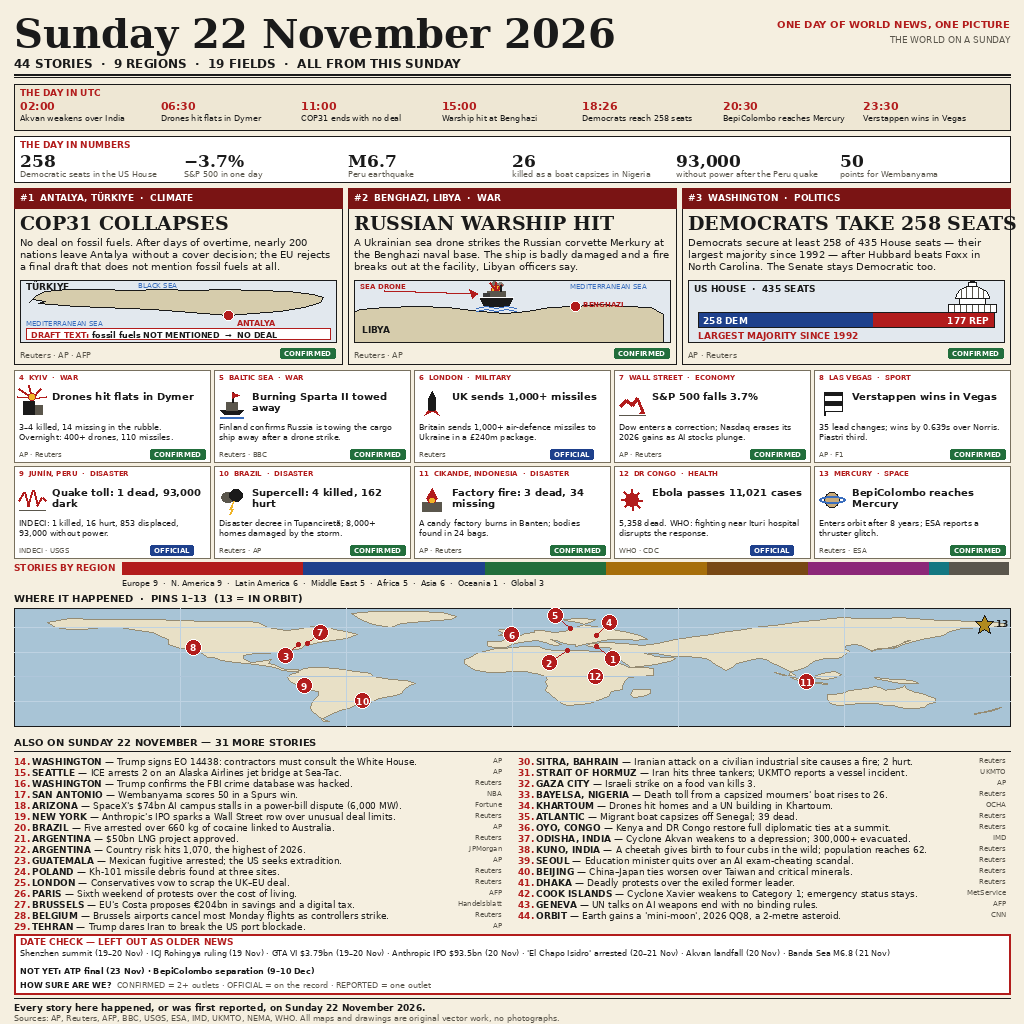 Sunday 22 November 2026
ONE DAY OF WORLD NEWS, ONE PICTURE
THE WORLD ON A SUNDAY
44 STORIES · 9 REGIONS · 19 FIELDS · ALL FROM THIS SUNDAY
THE DAY IN UTC
02:00 06:30 11:00 15:00 18:26 20:30 23:30
Akvan weakens over India Drones hit flats in Dymer COP31 ends with no deal Warship hit at Benghazi Democrats reach 258 seats BepiColombo reaches Mercury Verstappen wins in Vegas
THE DAY IN NUMBERS
258 −3.7% M6.7 26 93,000 50
Democratic seats in the US House S&P 500 in one day Peru earthquake killed as a boat capsizes in Nigeria without power after the Peru quake points for Wembanyama
#1 ANTALYA, TÜRKIYE · CLIMATE
COP31 COLLAPSES
No deal on fossil fuels. After days of overtime, nearly 200
nations leave Antalya without a cover decision; the EU rejects
a final draft that does not mention fossil fuels at all.
TÜRKIYE
BLACK SEA
MEDITERRANEAN SEA
ANTALYA
DRAFT TEXT: fossil fuels NOT MENTIONED → NO DEAL
Reuters · AP · AFP
CONFIRMED
#2 BENGHAZI, LIBYA · WAR
RUSSIAN WARSHIP HIT
A Ukrainian sea drone strikes the Russian corvette Merkury at
the Benghazi naval base. The ship is badly damaged and a fire
breaks out at the facility, Libyan officers say.
SEA DRONE
MEDITERRANEAN SEA
BENGHAZI
LIBYA
Reuters · AP
CONFIRMED
#3 WASHINGTON · POLITICS
DEMOCRATS TAKE 258 SEATS
Democrats secure at least 258 of 435 House seats — their
largest majority since 1992 — after Hubbard beats Foxx in
North Carolina. The Senate stays Democratic too.
US HOUSE · 435 SEATS
258 DEM
177 REP
LARGEST MAJORITY SINCE 1992
AP · Reuters
CONFIRMED
4 KYIV · WAR
Drones hit flats in Dymer
3–4 killed, 14 missing in the rubble.
Overnight: 400+ drones, 110 missiles.
AP · Reuters
CONFIRMED
5 BALTIC SEA · WAR
Burning Sparta II towed
away
Finland confirms Russia is towing the cargo
ship away after a drone strike.
Reuters · BBC
CONFIRMED
6 LONDON · MILITARY
UK sends 1,000+ missiles
Britain sends 1,000+ air-defence missiles to
Ukraine in a £240m package.
Reuters
OFFICIAL
7 WALL STREET · ECONOMY
S&P 500 falls 3.7%
Dow enters a correction; Nasdaq erases its
2026 gains as AI stocks plunge.
AP · Reuters
CONFIRMED
8 LAS VEGAS · SPORT
Verstappen wins in Vegas
35 lead changes; wins by 0.639s over Norris.
Piastri third.
AP · F1
CONFIRMED
9 JUNÍN, PERU · DISASTER
Quake toll: 1 dead, 93,000
dark
INDECI: 1 killed, 16 hurt, 853 displaced,
93,000 without power.
INDECI · USGS
OFFICIAL
10 BRAZIL · DISASTER
Supercell: 4 killed, 162
hurt
Disaster decree in Tupanciretã; 8,000+
homes damaged by the storm.
Reuters · AP
CONFIRMED
11 CIKANDE, INDONESIA · DISASTER
Factory fire: 3 dead, 34
missing
A candy factory burns in Banten; bodies
found in 24 bags.
AP · Reuters
CONFIRMED
12 DR CONGO · HEALTH
Ebola passes 11,021 cases
5,358 dead. WHO: fighting near Ituri hospital
disrupts the response.
WHO · CDC
OFFICIAL
13 MERCURY · SPACE
BepiColombo reaches
Mercury
Enters orbit after 8 years; ESA reports a
thruster glitch.
Reuters · ESA
CONFIRMED
STORIES BY REGION
Europe 9 · N. America 9 · Latin America 6 · Middle East 5 · Africa 5 · Asia 6 · Oceania 1 · Global 3
WHERE IT HAPPENED · PINS 1–13 (13 = IN ORBIT)
5
4
13
7
6
8
3
2
1
12
9
11
10
ALSO ON SUNDAY 22 NOVEMBER — 31 MORE STORIES
14. WASHINGTON — Trump signs EO 14438: contractors must consult the White House. AP
15. SEATTLE — ICE arrests 2 on an Alaska Airlines jet bridge at Sea-Tac. AP
16. WASHINGTON — Trump confirms the FBI crime database was hacked. Reuters
17. SAN ANTONIO — Wembanyama scores 50 in a Spurs win. NBA
18. ARIZONA — SpaceX's $74bn AI campus stalls in a power-bill dispute (6,000 MW). Fortune
19. NEW YORK — Anthropic's IPO sparks a Wall Street row over unusual deal limits. Reuters
20. BRAZIL — Five arrested over 660 kg of cocaine linked to Australia. AP
21. ARGENTINA — $50bn LNG project approved. Reuters
22. ARGENTINA — Country risk hits 1,070, the highest of 2026. JPMorgan
23. GUATEMALA — Mexican fugitive arrested; the US seeks extradition. AP
24. POLAND — Kh-101 missile debris found at three sites. Reuters
25. LONDON — Conservatives vow to scrap the UK–EU deal. Reuters
26. PARIS — Sixth weekend of protests over the cost of living. AFP
27. BRUSSELS — EU's Costa proposes €204bn in savings and a digital tax. Handelsblatt
28. BELGIUM — Brussels airports cancel most Monday flights as controllers strike. Reuters
29. TEHRAN — Trump dares Iran to break the US port blockade. AP
30. SITRA, BAHRAIN — Iranian attack on a civilian industrial site causes a fire; 2 hurt. Reuters
31. STRAIT OF HORMUZ — Iran hits three tankers; UKMTO reports a vessel incident. UKMTO
32. GAZA CITY — Israeli strike on a food van kills 3. AP
33. BAYELSA, NIGERIA — Death toll from a capsized mourners' boat rises to 26. Reuters
34. KHARTOUM — Drones hit homes and a UN building in Khartoum. OCHA
35. ATLANTIC — Migrant boat capsizes off Senegal; 39 dead. Reuters
36. OYO, CONGO — Kenya and DR Congo restore full diplomatic ties at a summit. Reuters
37. ODISHA, INDIA — Cyclone Akvan weakens to a depression; 300,000+ evacuated. IMD
38. KUNO, INDIA — A cheetah gives birth to four cubs in the wild; population reaches 62. Reuters
39. SEOUL — Education minister quits over an AI exam-cheating scandal. Reuters
40. BEIJING — China–Japan ties worsen over Taiwan and critical minerals. Reuters
41. DHAKA — Deadly protests over the exiled former leader. Reuters
42. COOK ISLANDS — Cyclone Xavier weakens to Category 1; emergency status stays. MetService
43. GENEVA — UN talks on AI weapons end with no binding rules. AFP
44. ORBIT — Earth gains a 'mini-moon', 2026 QQ8, a 2-metre asteroid. CNN
DATE CHECK — LEFT OUT AS OLDER NEWS
Shenzhen summit (19–20 Nov) · ICJ Rohingya ruling (19 Nov) · GTA VI $3.79bn (19–20 Nov) · Anthropic IPO $93.5bn (20 Nov) · 'El Chapo Isidro' arrested (20–21 Nov) · Akvan landfall (20 Nov) · Banda Sea M6.8 (21 Nov)
NOT YET: ATP final (23 Nov) · BepiColombo separation (9–10 Dec)
HOW SURE ARE WE? CONFIRMED = 2+ outlets · OFFICIAL = on the record · REPORTED = one outlet
Every story here happened, or was first reported, on Sunday 22 November 2026.
Sources: AP, Reuters, AFP, BBC, USGS, ESA, IMD, UKMTO, NEMA, WHO. All maps and drawings are original vector work, no photographs.